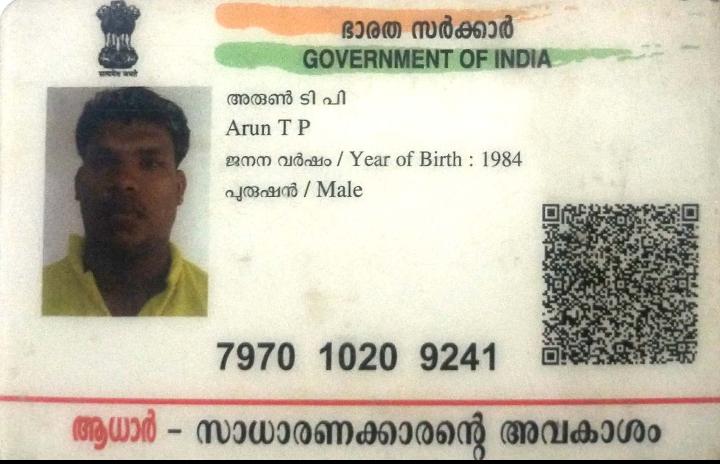 सत्यमेव जयते
ഭാരത സർക്കാർ
GOVERNMENT OF INDIA
അരുൺ ടി പി
Arun T P
ജനന വർഷം / Year of Birth : 1984
പുരുഷൻ / Male
7970 1020 9241
ആധാർ – സാധാരണക്കാരന്റെ അവകാശം